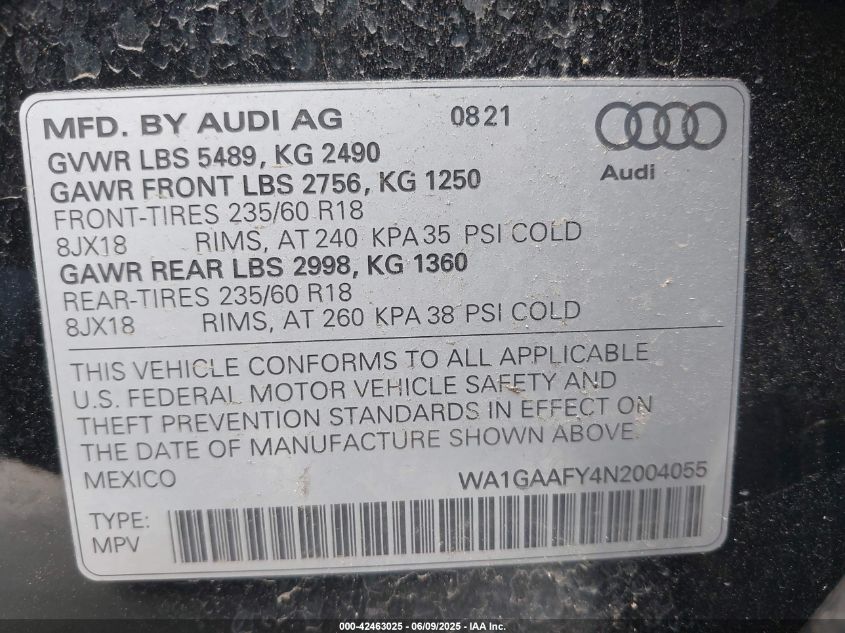 MFD. BY AUDI AG 0821
GVWR LBS 5489, KG 2490
GAWR FRONT LBS 2756, KG 1250
Audi
FRONT-TIRES 235/60 R18
8JX18 RIMS, AT 240 KPA 35 PSI COLD
GAWR REAR LBS 2998, KG 1360
REAR-TIRES 235/60 R18
8JX18 RIMS, AT 260 KPA 38 PSI COLD
THIS VEHICLE CONFORMS TO ALL APPLICABLE
U.S. FEDERAL MOTOR VEHICLE SAFETY AND
THEFT PREVENTION STANDARDS IN EFFECT ON
THE DATE OF MANUFACTURE SHOWN ABOVE.
MEXICO WA1GAAFY4N2004055
TYPE:
MPV
000-42463025 - 06/09/2025 - IAA Inc.